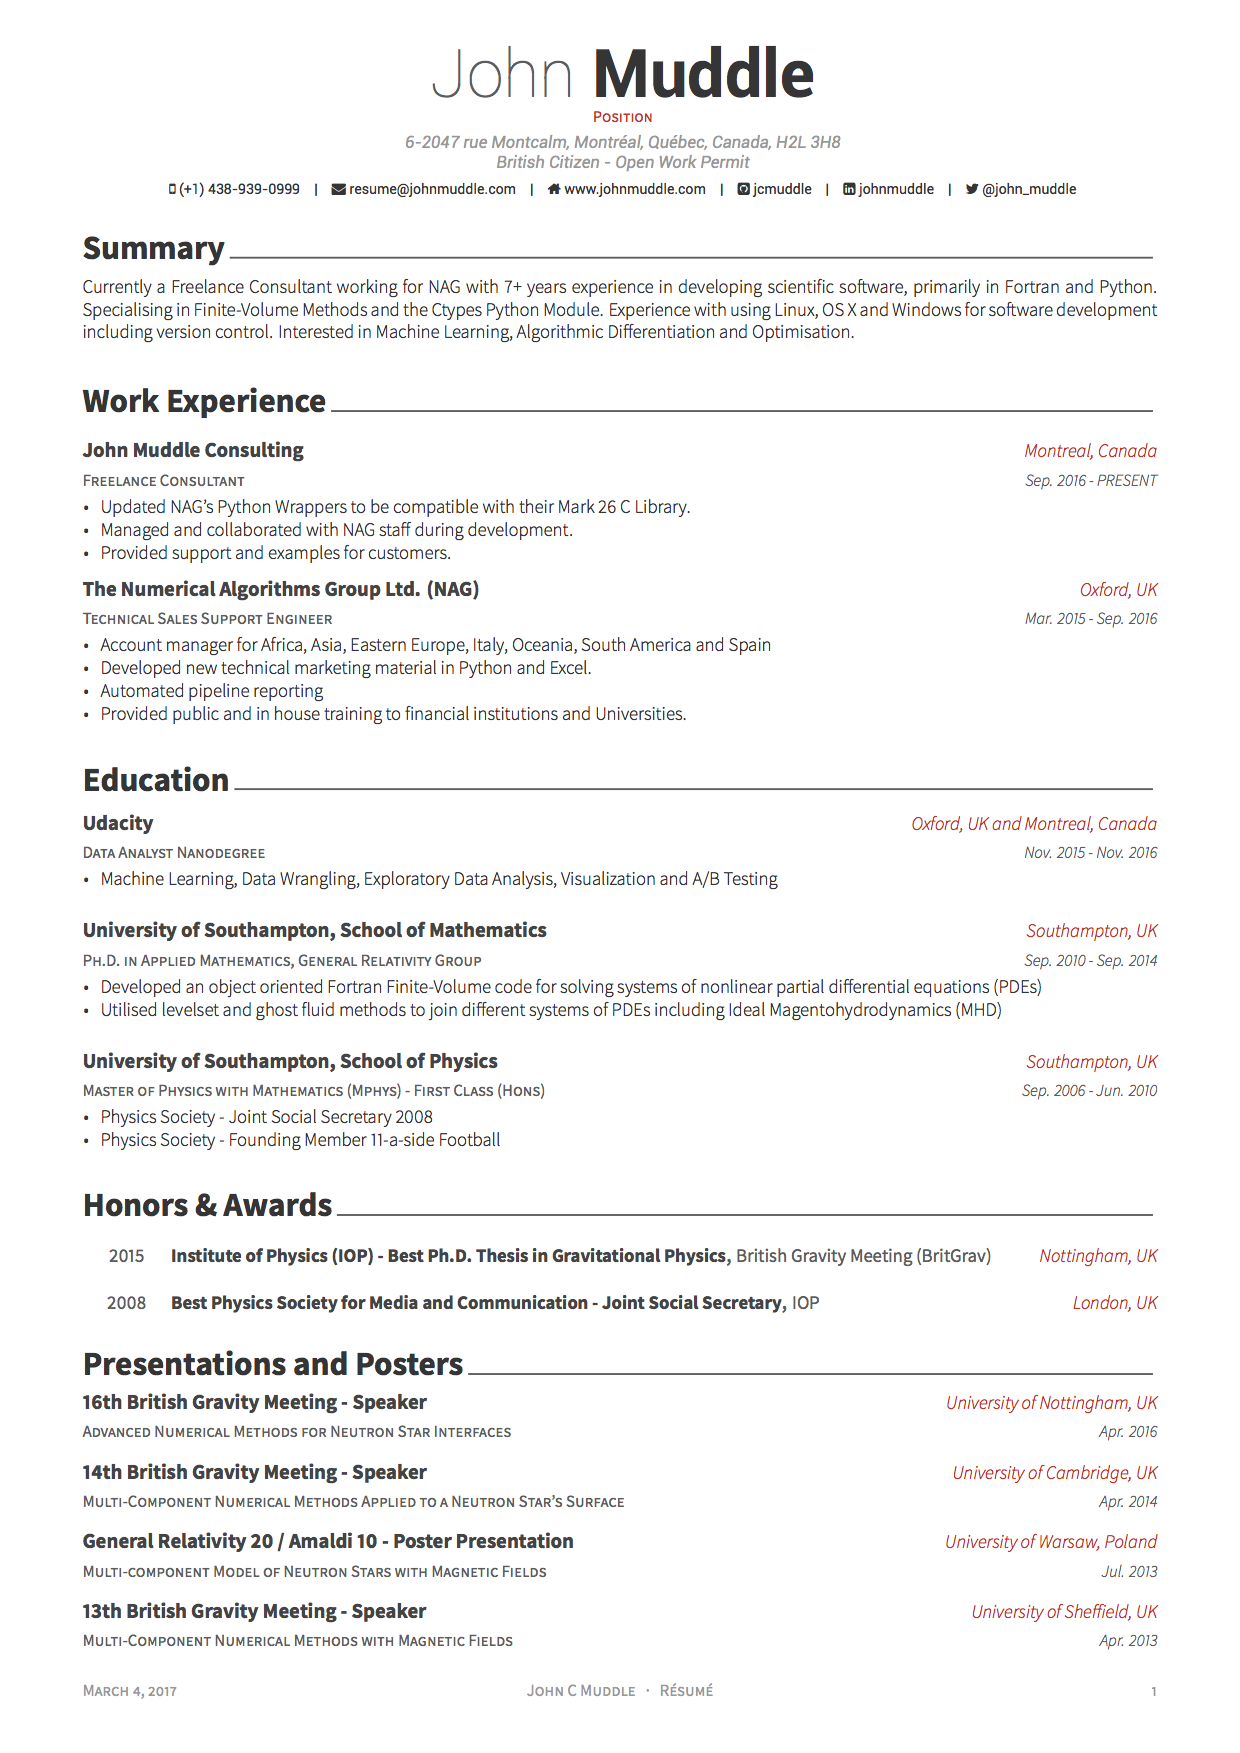 John Muddle
Position
6-2047 rue Montcalm, Montréal, Québec, Canada, H2L 3H8
British Citizen - Open Work Permit
(+1) 438-939-0999 | resume@johnmuddle.com | www.johnmuddle.com | jcmuddle | johnmuddle | @john_muddle
Summary
Currently a Freelance Consultant working for NAG with 7+ years experience in developing scientific software, primarily in Fortran and Python.
Specialising in Finite-Volume Methods and the Ctypes Python Module. Experience with using Linux, OS X and Windows for software development
including version control. Interested in Machine Learning, Algorithmic Differentiation and Optimisation.
Work Experience
John Muddle Consulting Montreal, Canada
Freelance Consultant Sep. 2016 - PRESENT
• Updated NAG's Python Wrappers to be compatible with their Mark 26 C Library.
• Managed and collaborated with NAG staff during development.
• Provided support and examples for customers.
The Numerical Algorithms Group Ltd. (NAG) Oxford, UK
Technical Sales Support Engineer Mar. 2015 - Sep. 2016
• Account manager for Africa, Asia, Eastern Europe, Italy, Oceania, South America and Spain
• Developed new technical marketing material in Python and Excel.
• Automated pipeline reporting
• Provided public and in house training to financial institutions and Universities.
Education
Udacity Oxford, UK and Montreal, Canada
Data Analyst Nanodegree Nov. 2015 - Nov. 2016
• Machine Learning, Data Wrangling, Exploratory Data Analysis, Visualization and A/B Testing
University of Southampton, School of Mathematics Southampton, UK
Ph.D. in Applied Mathematics, General Relativity Group Sep. 2010 - Sep. 2014
• Developed an object oriented Fortran Finite-Volume code for solving systems of nonlinear partial differential equations (PDEs)
• Utilised levelset and ghost fluid methods to join different systems of PDEs including Ideal Magentohydrodynamics (MHD)
University of Southampton, School of Physics Southampton, UK
Master of Physics with Mathematics (Mphys) - First Class (Hons) Sep. 2006 - Jun. 2010
• Physics Society - Joint Social Secretary 2008
• Physics Society - Founding Member 11-a-side Football
Honors & Awards
2015 Institute of Physics (IOP) - Best Ph.D. Thesis in Gravitational Physics, British Gravity Meeting (BritGrav) Nottingham, UK
2008 Best Physics Society for Media and Communication - Joint Social Secretary, IOP London, UK
Presentations and Posters
16th British Gravity Meeting - Speaker University of Nottingham, UK
Advanced Numerical Methods for Neutron Star Interfaces Apr. 2016
14th British Gravity Meeting - Speaker University of Cambridge, UK
Multi-Component Numerical Methods Applied to a Neutron Star's Surface Apr. 2014
General Relativity 20 / Amaldi 10 - Poster Presentation University of Warsaw, Poland
Multi-component Model of Neutron Stars with Magnetic Fields Jul. 2013
13th British Gravity Meeting - Speaker University of Sheffield, UK
Multi-Component Numerical Methods with Magnetic Fields Apr. 2013
March 4, 2017 John C Muddle · Résumé 1